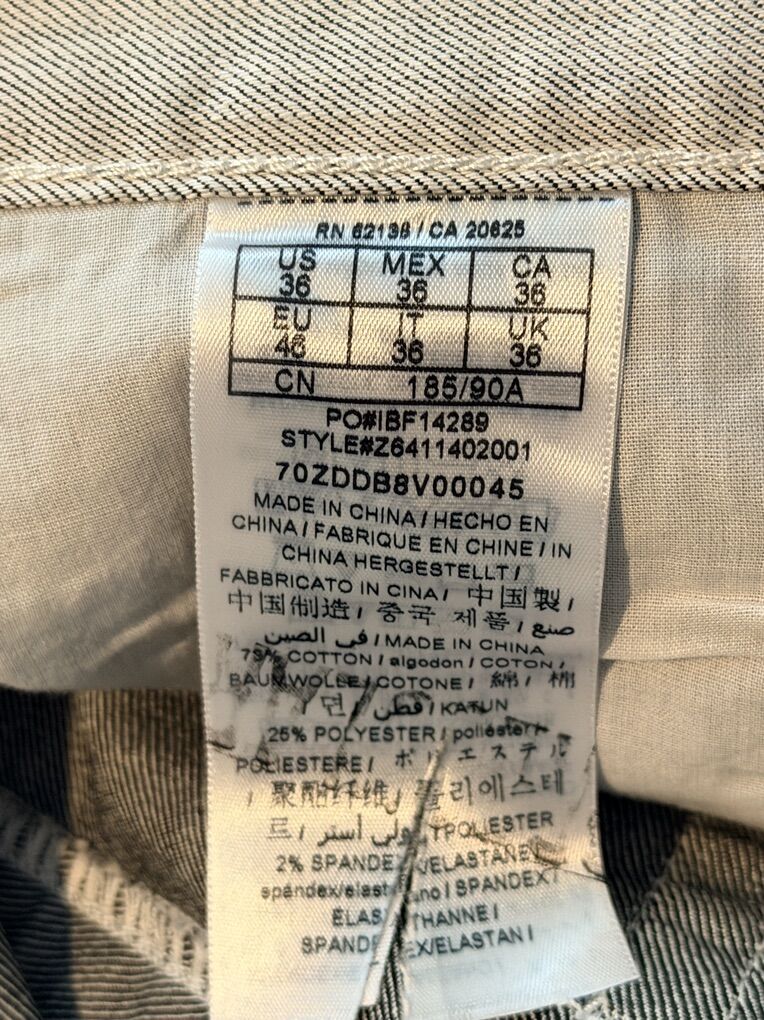 RN 62138 / CA 20625
US MEX CA
36 36 36
EU IT UK
46 36 36
CN 185/90A
PO#IBF14289
STYLE#Z6411402001
70ZDDB8V00045
MADE IN CHINA / HECHO EN
CHINA / FABRIQUE EN CHINE / IN
CHINA HERGESTELLT /
FABBRICATO IN CINA / 中国製 /
中国制造 / 중국 제품 / صنع
في الصين / MADE IN CHINA
73% COTTON / algodon / COTON /
BAUMWOLLE / COTONE / 綿 / 棉
/ 면 / قطن / KATUN
25% POLYESTER / poliéster /
POLIESTERE / ポリエステル
/ 聚酯纤维 / 폴리에스테
르 / بولي استر / POLIESTER
2% SPANDEX/ELASTANE /
spandex/elastano / SPANDEX /
ELASTHANNE /
SPANDEX/ELASTAN /